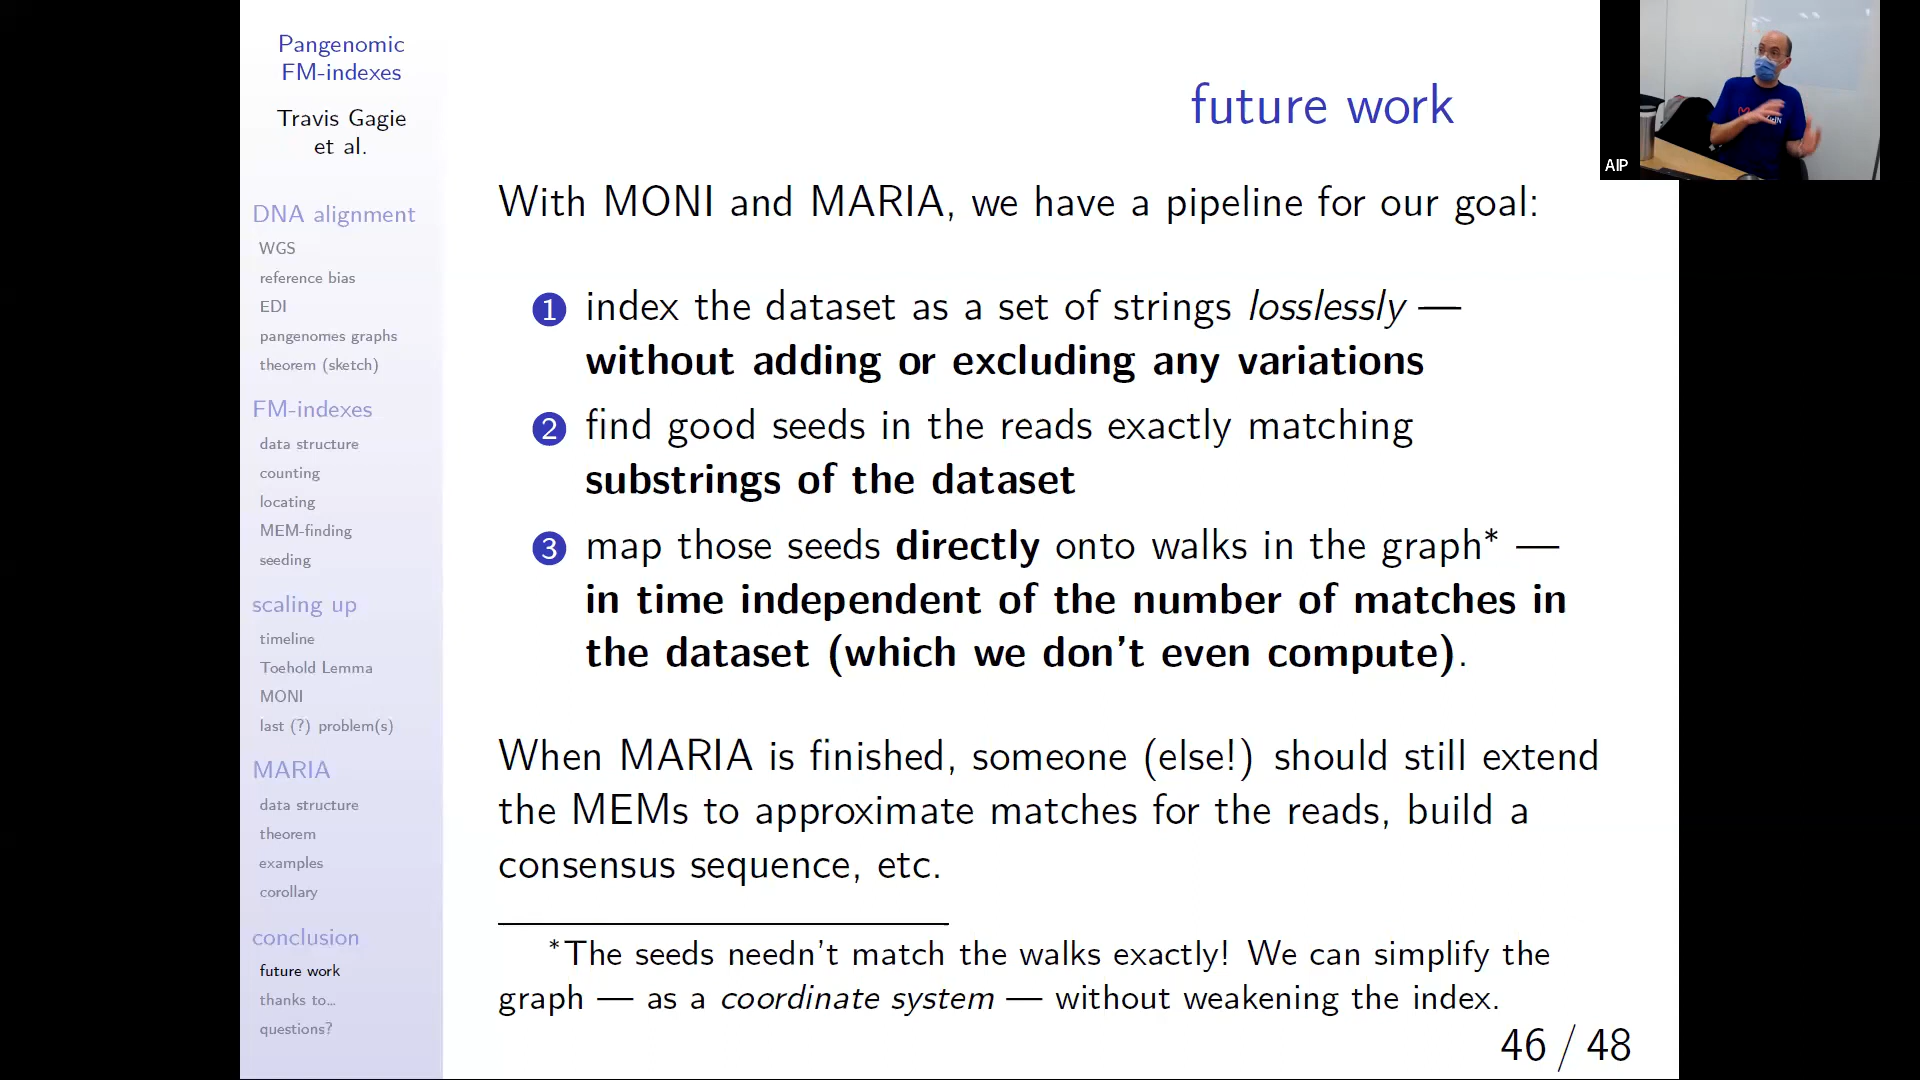 Pangenomic
FM-indexes
Travis Gagie
et al.
DNA alignment
WGS
reference bias
EDI
pangenomes graphs
theorem (sketch)
FM-indexes
data structure
counting
locating
MEM-finding
seeding
scaling up
timeline
Toehold Lemma
MONI
last (?) problem(s)
MARIA
data structure
theorem
examples
corollary
conclusion
future work
thanks to...
questions?
future work
With MONI and MARIA, we have a pipeline for our goal:
1 index the dataset as a set of strings losslessly —
without adding or excluding any variations
2 find good seeds in the reads exactly matching
substrings of the dataset
3 map those seeds directly onto walks in the graph* —
in time independent of the number of matches in
the dataset (which we don't even compute).
When MARIA is finished, someone (else!) should still extend
the MEMs to approximate matches for the reads, build a
consensus sequence, etc.
*The seeds needn't match the walks exactly! We can simplify the
graph — as a coordinate system — without weakening the index.
46 / 48
AIP